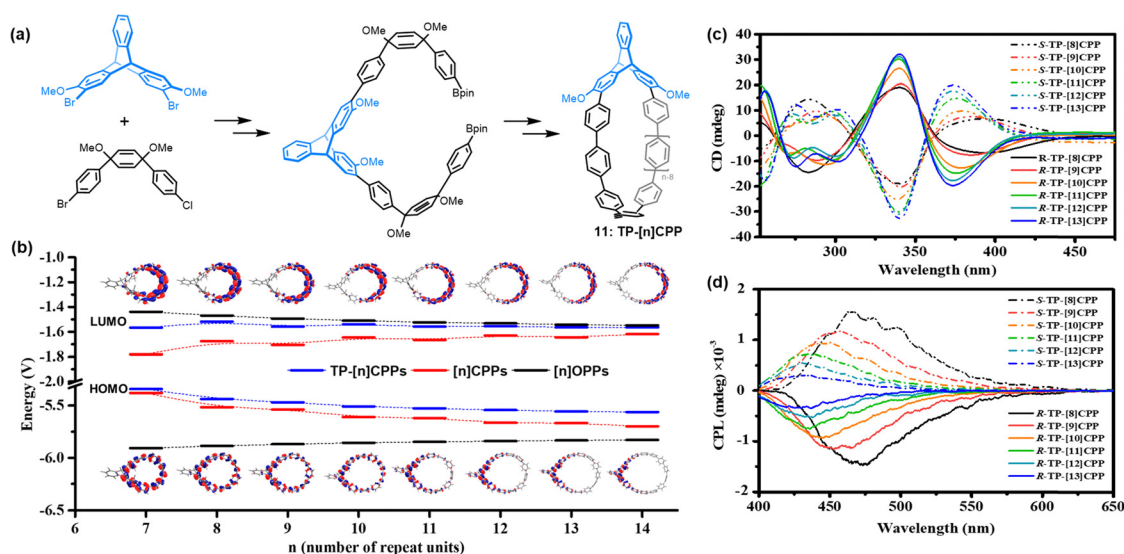 (a)
MeO
Br
Br
OMe
+
MeO
OMe
Br
Cl
OMe
OMe
Bpin
OMe
Bpin
OMe
OMe
OMe
MeO
OMe
n-8
11: TP-[n]CPP
(b)
Energy (V)
-1.0
-1.2
-1.4
-1.6
-1.8
-2.0
-5.5
-6.0
-6.5
LUMO
HOMO
TP-[n]CPPs
[n]CPPs
[n]OPPs
6 7 8 9 10 11 12 13 14
n (number of repeat units)
(c)
CD (mdeg)
40
30
20
10
0
-10
-20
-30
40
S-TP-[8]CPP
S-TP-[9]CPP
S-TP-[10]CPP
S-TP-[11]CPP
S-TP-[12]CPP
S-TP-[13]CPP
R-TP-[8]CPP
R-TP-[9]CPP
R-TP-[10]CPP
R-TP-[11]CPP
R-TP-[12]CPP
R-TP-[13]CPP
300 350 400 450
Wavelength (nm)
(d)
CPL (mdeg) ×10-3
2
1
0
-1
-2
S-TP-[8]CPP
S-TP-[9]CPP
S-TP-[10]CPP
S-TP-[11]CPP
S-TP-[12]CPP
S-TP-[13]CPP
R-TP-[8]CPP
R-TP-[9]CPP
R-TP-[10]CPP
R-TP-[11]CPP
R-TP-[12]CPP
R-TP-[13]CPP
400 450 500 550 600 650
Wavelength (nm)